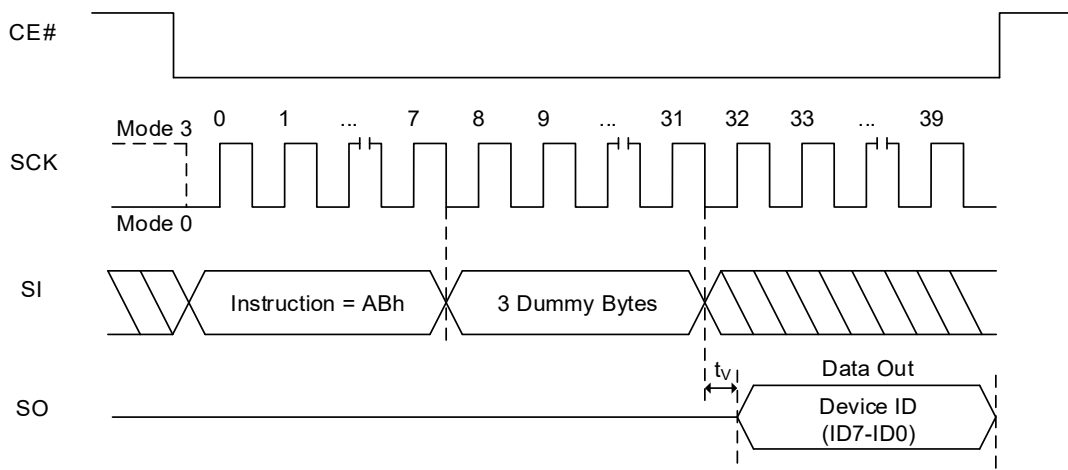 CE#
Mode 3
0 1 ... 7 8 9 ... 31 32 33 ... 39
SCK
Mode 0
SI
Instruction = ABh
3 Dummy Bytes
tV
Data Out
SO
Device ID
(ID7-ID0)